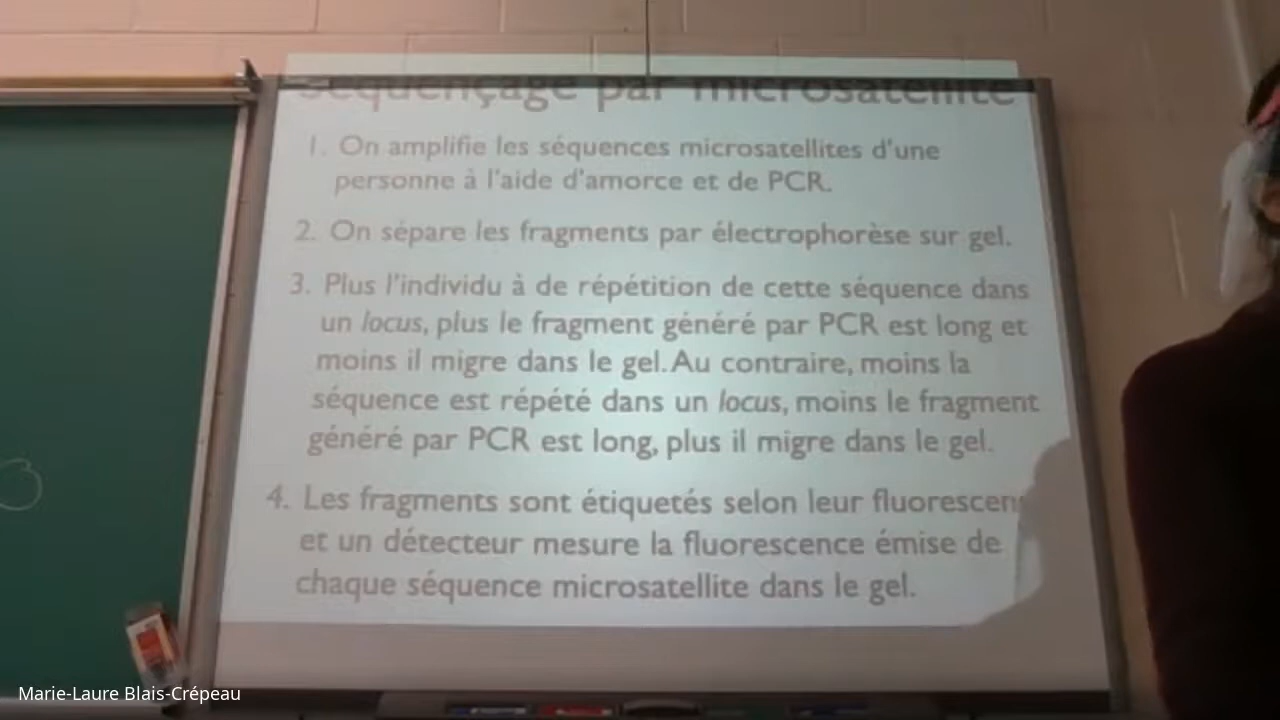 Séquençage par microsatellite
1. On amplifie les séquences microsatellites d'une
personne à l'aide d'amorce et de PCR.
2. On sépare les fragments par électrophorèse sur gel.
3. Plus l'individu à de répétition de cette séquence dans
un locus, plus le fragment généré par PCR est long et
moins il migre dans le gel. Au contraire, moins la
séquence est répété dans un locus, moins le fragment
généré par PCR est long, plus il migre dans le gel.
4. Les fragments sont étiquetés selon leur fluorescen
et un détecteur mesure la fluorescence émise de
chaque séquence microsatellite dans le gel.
Marie-Laure Blais-Crépeau